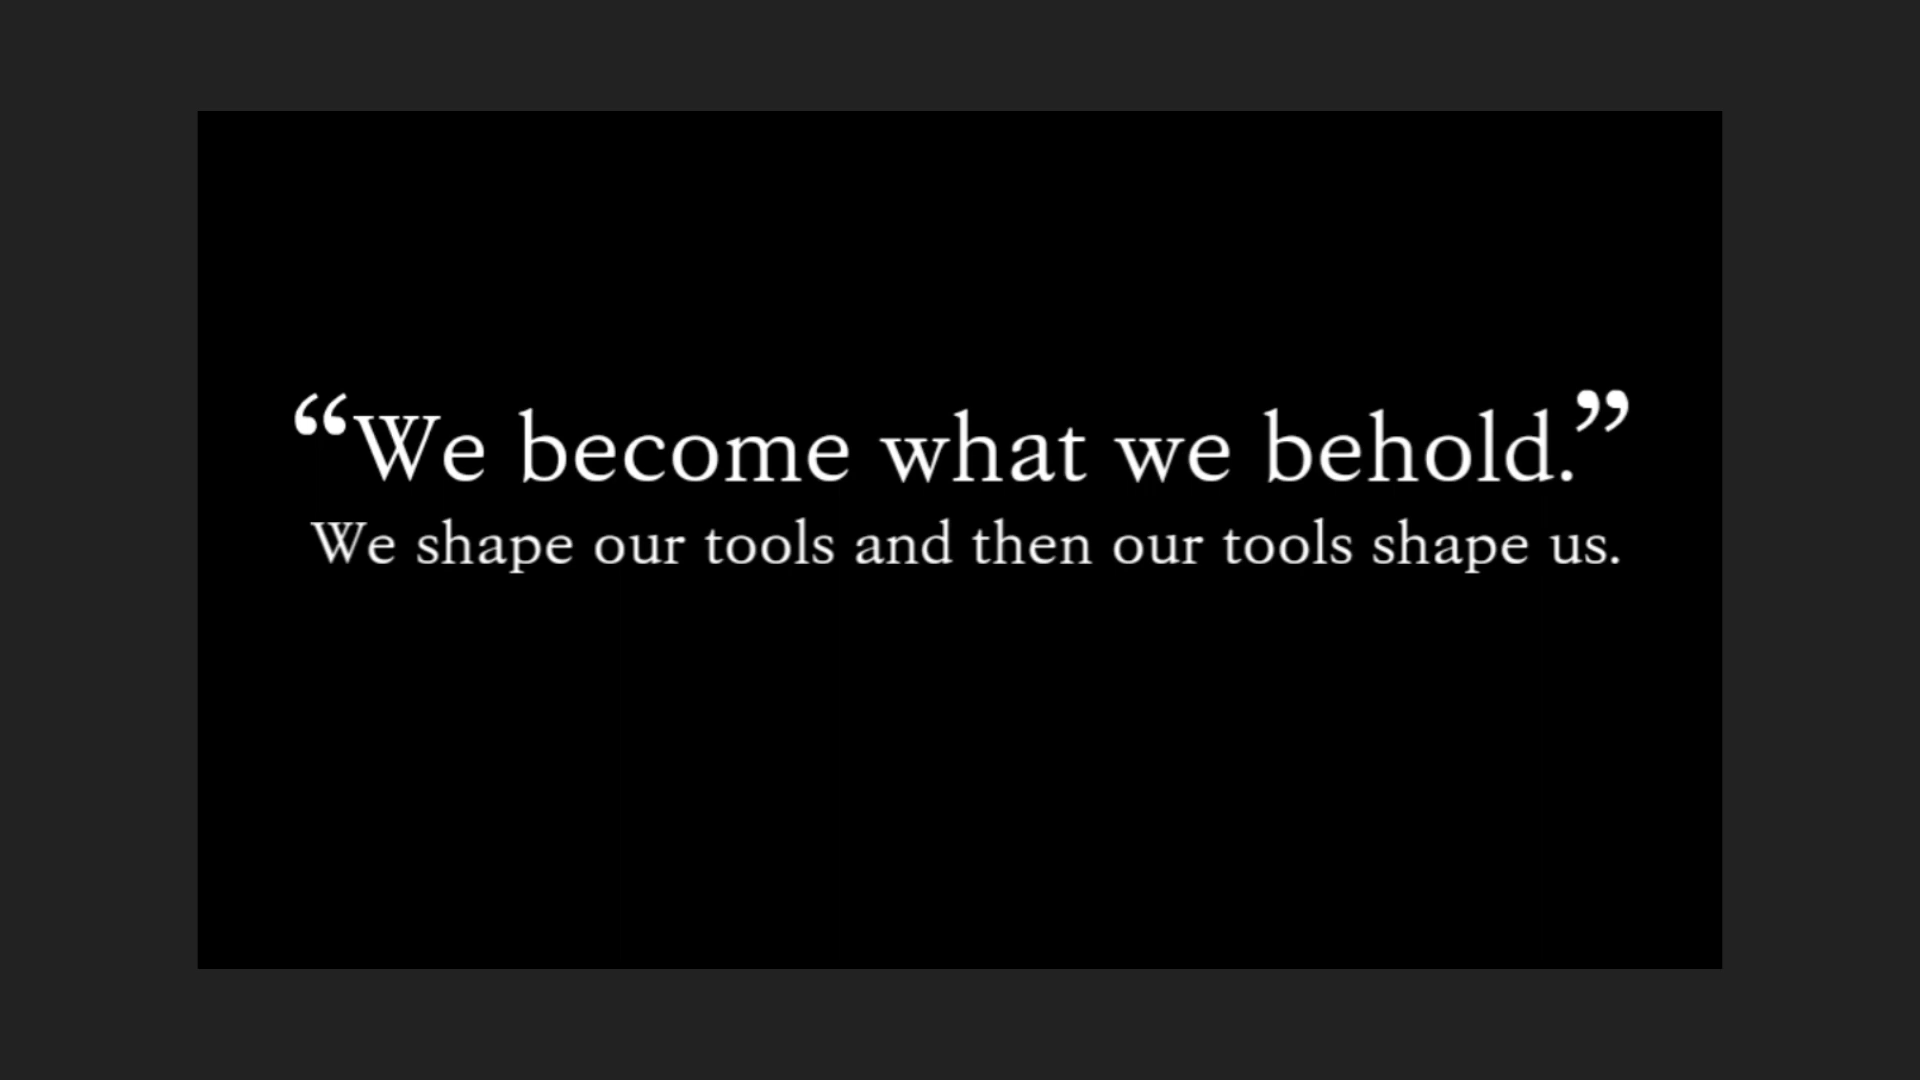 “We become what we behold.”
We shape our tools and then our tools shape us.